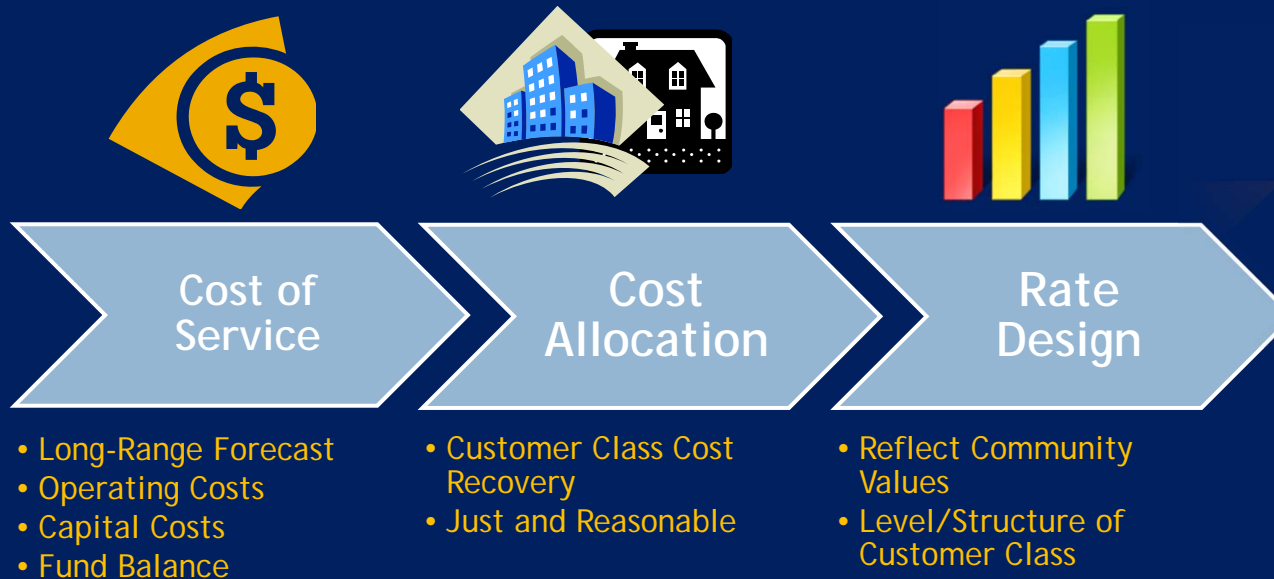 $
Cost of
Service
Cost
Allocation
Rate
Design
• Long-Range Forecast
• Operating Costs
• Capital Costs
• Fund Balance
• Customer Class Cost
Recovery
• Just and Reasonable
• Reflect Community
Values
• Level/Structure of
Customer Class